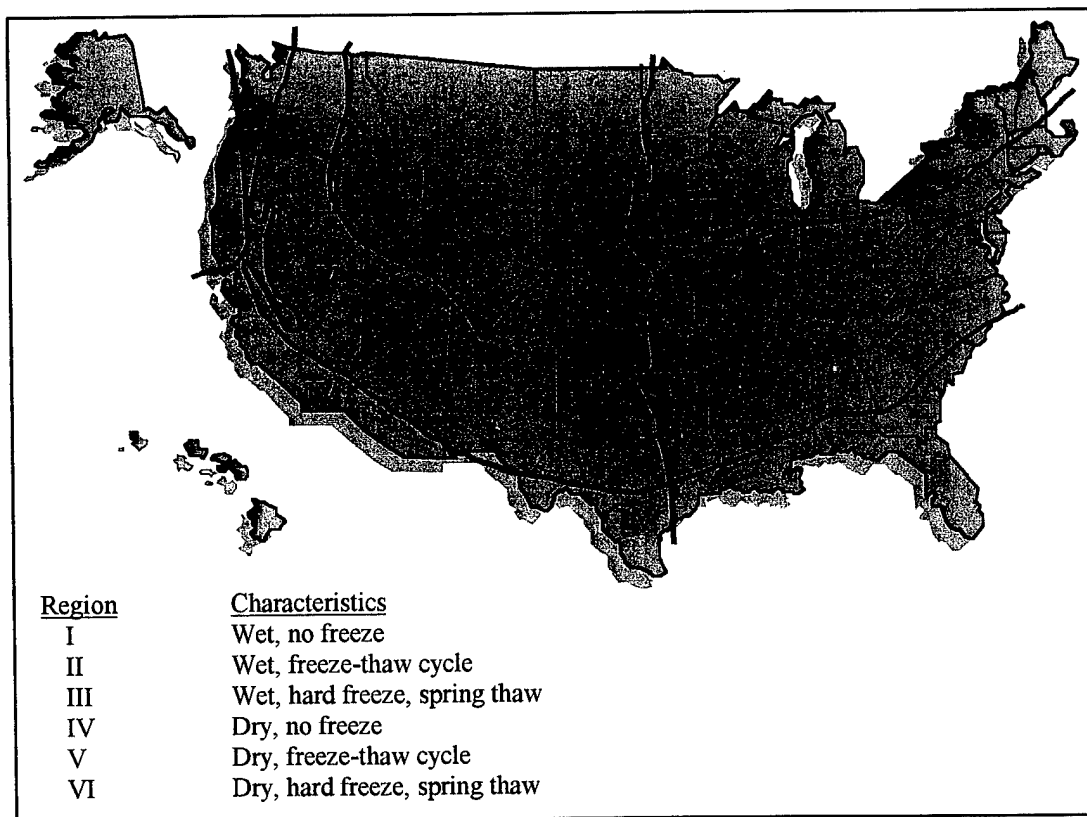 Region Characteristics
I Wet, no freeze
II Wet, freeze-thaw cycle
III Wet, hard freeze, spring thaw
IV Dry, no freeze
V Dry, freeze-thaw cycle
VI Dry, hard freeze, spring thaw